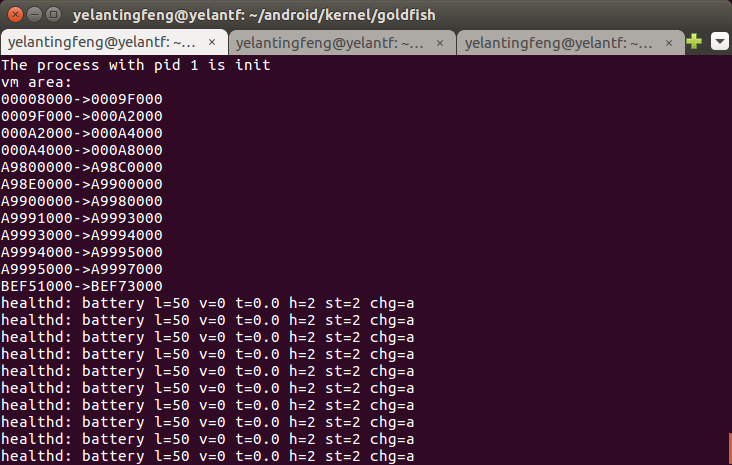 yelantingfeng@yelantf: ~/android/kernel/goldfish
yelantingfeng@yelantf: ~... × yelantingfeng@yelantf: ~... × yelantingfeng@yelantf: ~... ×
The process with pid 1 is init
vm area:
00008000->0009F000
0009F000->000A2000
000A2000->000A4000
000A4000->000A8000
A9800000->A98C0000
A98E0000->A9900000
A9900000->A9980000
A9991000->A9993000
A9993000->A9994000
A9994000->A9995000
A9995000->A9997000
BEF51000->BEF73000
healthd: battery l=50 v=0 t=0.0 h=2 st=2 chg=a
healthd: battery l=50 v=0 t=0.0 h=2 st=2 chg=a
healthd: battery l=50 v=0 t=0.0 h=2 st=2 chg=a
healthd: battery l=50 v=0 t=0.0 h=2 st=2 chg=a
healthd: battery l=50 v=0 t=0.0 h=2 st=2 chg=a
healthd: battery l=50 v=0 t=0.0 h=2 st=2 chg=a
healthd: battery l=50 v=0 t=0.0 h=2 st=2 chg=a
healthd: battery l=50 v=0 t=0.0 h=2 st=2 chg=a
healthd: battery l=50 v=0 t=0.0 h=2 st=2 chg=a
healthd: battery l=50 v=0 t=0.0 h=2 st=2 chg=a